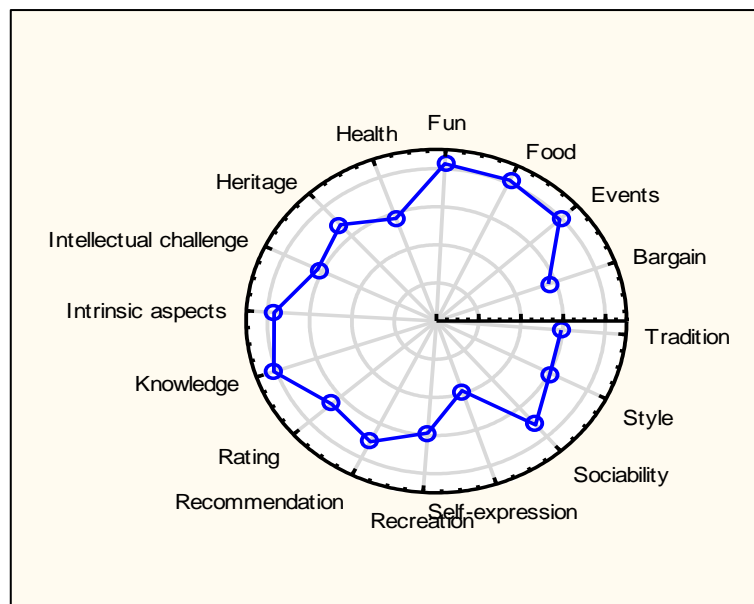 Fun
Health
Food
Heritage
Events
Intellectual challenge
Bargain
Intrinsic aspects
Tradition
Knowledge
Style
Rating
Sociability
Recommendation
Self-expression
Recreation